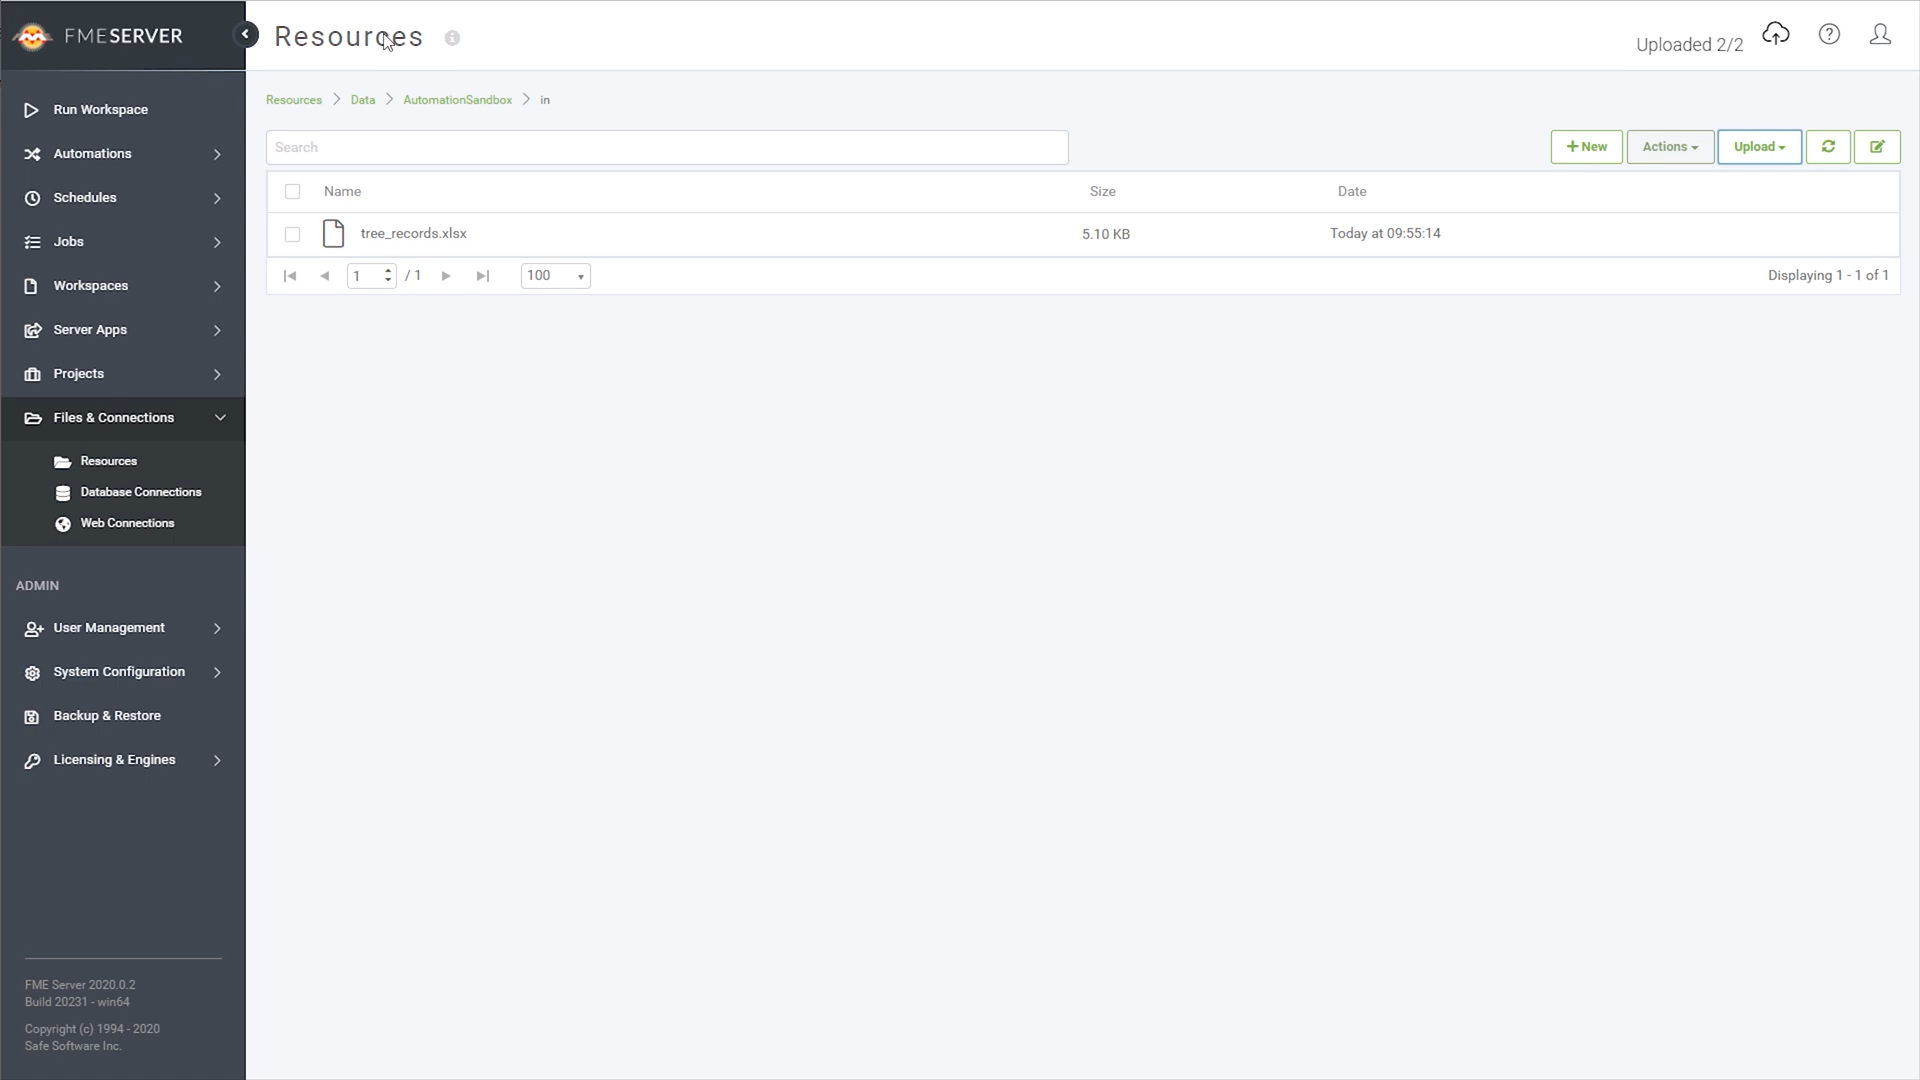 FMESERVER
Resources
Uploaded 2/2
Run Workspace
Automations
Schedules
Jobs
Workspaces
Server Apps
Projects
Files & Connections
Resources
Database Connections
Web Connections
ADMIN
User Management
System Configuration
Backup & Restore
Licensing & Engines
FME Server 2020.0.2
Build 20231 - win64
Copyright (c) 1994 - 2020
Safe Software Inc.
Resources > Data > AutomationSandbox > in
Search
+ New Actions Upload
Name Size Date
tree_records.xlsx 5.10 KB Today at 09:55:14
1 / 1 100 Displaying 1 - 1 of 1